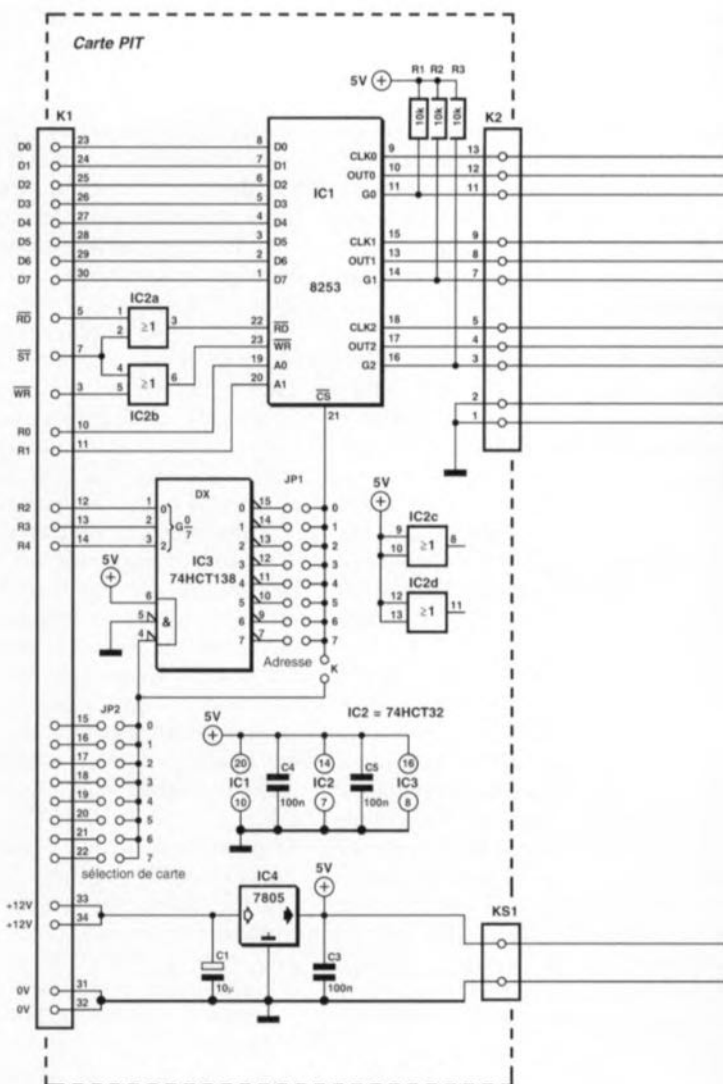 Carte PIT
5V
R1 R2 R3
10k 10k 10k
K1
K2
D0 23 8 D0
D1 24 7 D1
D2 25 6 D2
D3 26 5 D3
D4 27 4 D4
D5 28 3 D5
D6 29 2 D6
D7 30 1 D7
IC1
8253
CLK0 9 13
OUT0 10 12
G0 11 11
CLK1 15 9
OUT1 13 8
G1 14 7
CLK2 18 5
OUT2 17 4
G2 16 3
2
1
IC2a
R̅D̅ 5 1 ≥1 3 22 R̅D̅
2
S̅T̅ 7 23 W̅R̅
4
W̅R̅ 3 5 ≥1 6
IC2b
R0 10 19 A0
R1 11 20 A1
C̅S̅
21
JP1
DX
R2 12 1 0 0 15 0
R3 13 2 G 0/7 1 14 1
R4 14 3 2 2 13 2
IC3
74HCT138
3 12 3
4 11 4
5 10 5
6 9 6
7 7 7
5V
6
5 &
4
Adresse
K
5V
IC2c
9
10 ≥1 8
IC2d
12
13 ≥1 11
JP2
15 0
16 1
17 2
18 3
19 4
20 5
21 6
22 7
sélection de carte
IC2 = 74HCT32
5V
20 C4 14 C5 16
IC1 IC2 IC3
10 100n 7 100n 8
+12V 33
+12V 34
IC4
7805
5V
KS1
C1
10µ
C3
100n
0V 31
0V 32